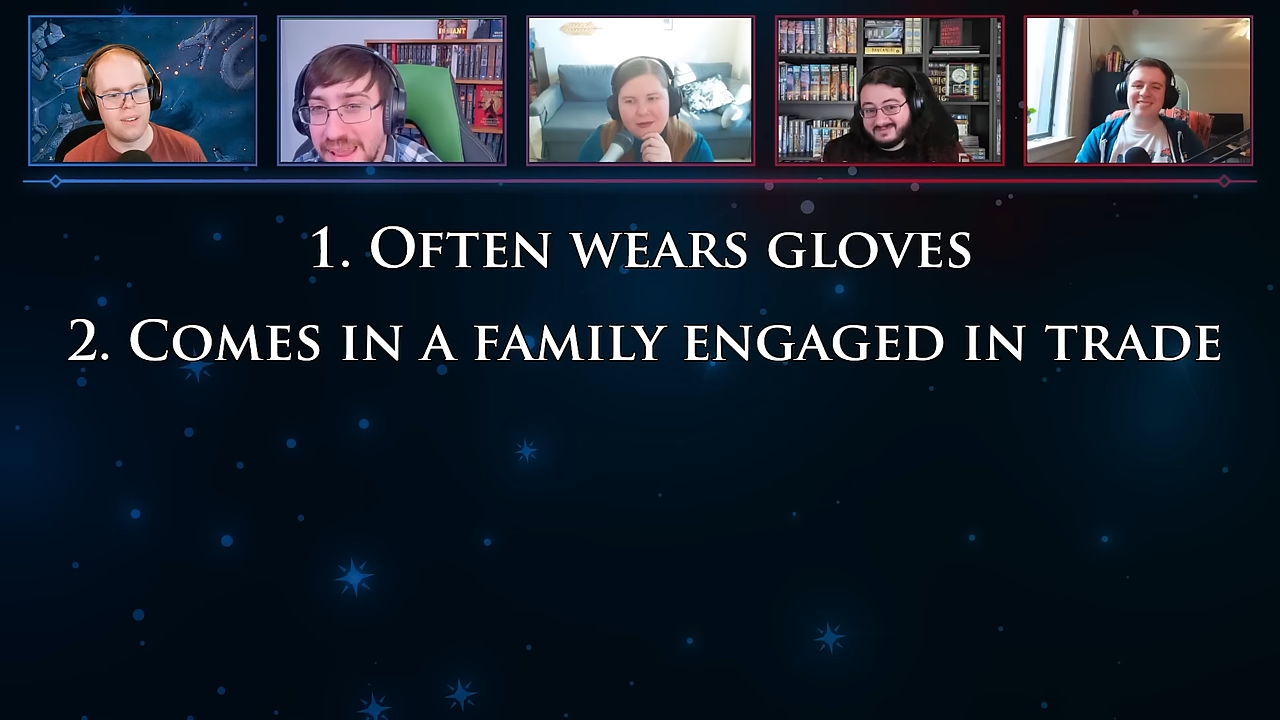 1. Often wears gloves
2. Comes in a family engaged in trade